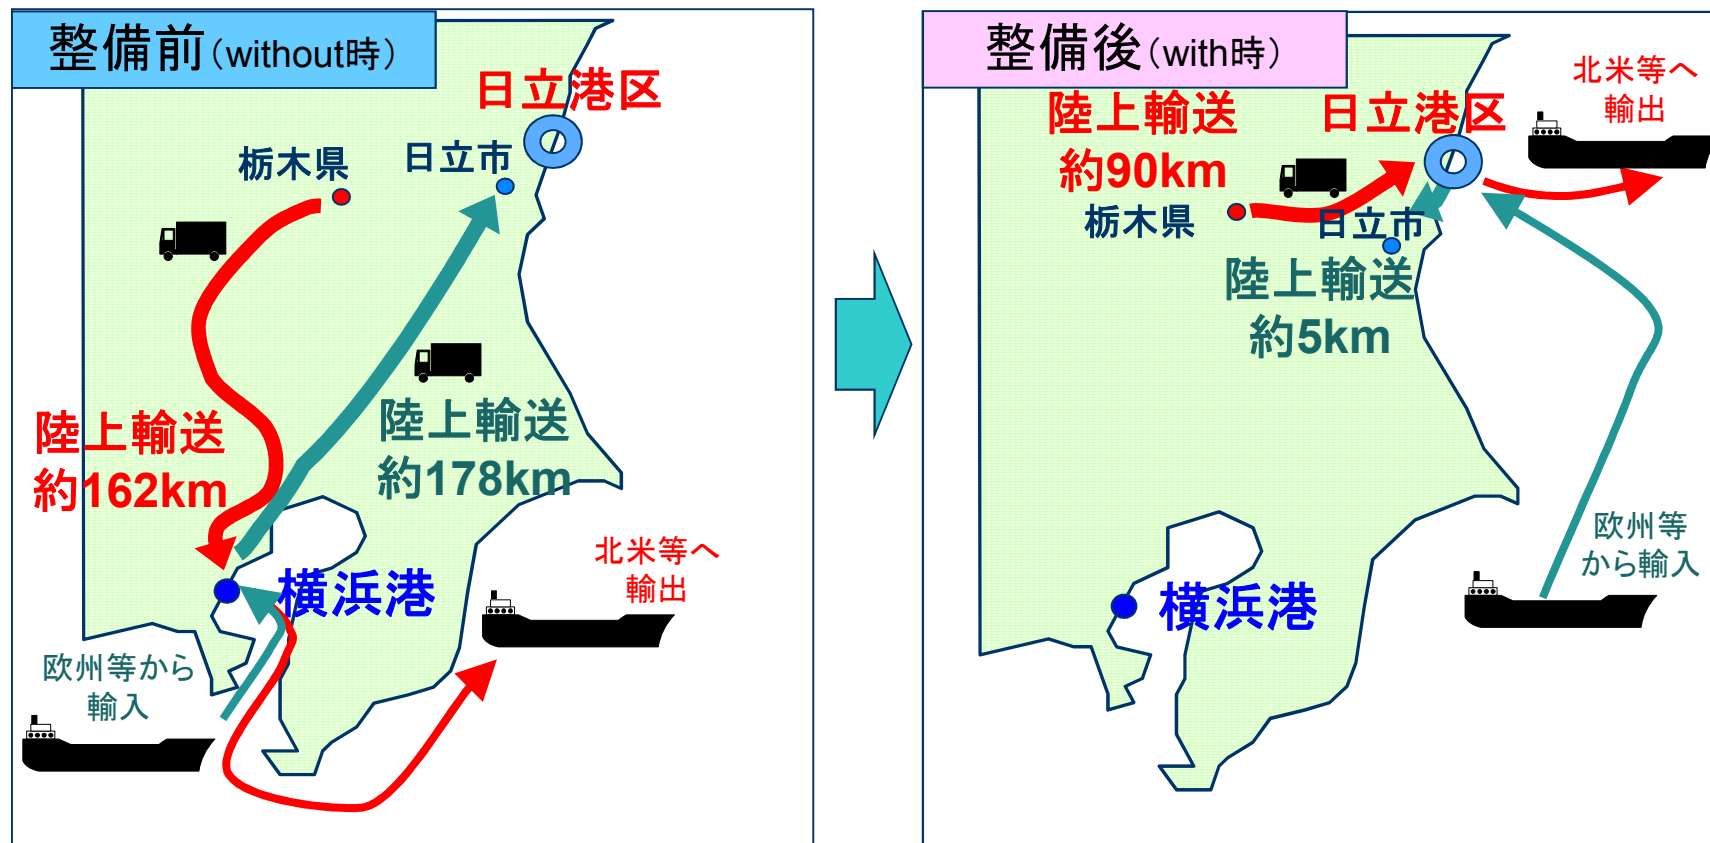 整備前(without時)
日立港区
日立市
栃木県
陸上輸送
約162km
陸上輸送
約178km
横浜港
北米等へ
輸出
欧州等から
輸入
整備後(with時)
北米等へ
輸出
陸上輸送
約90km
日立港区
栃木県
日立市
陸上輸送
約5km
横浜港
欧州等
から輸入